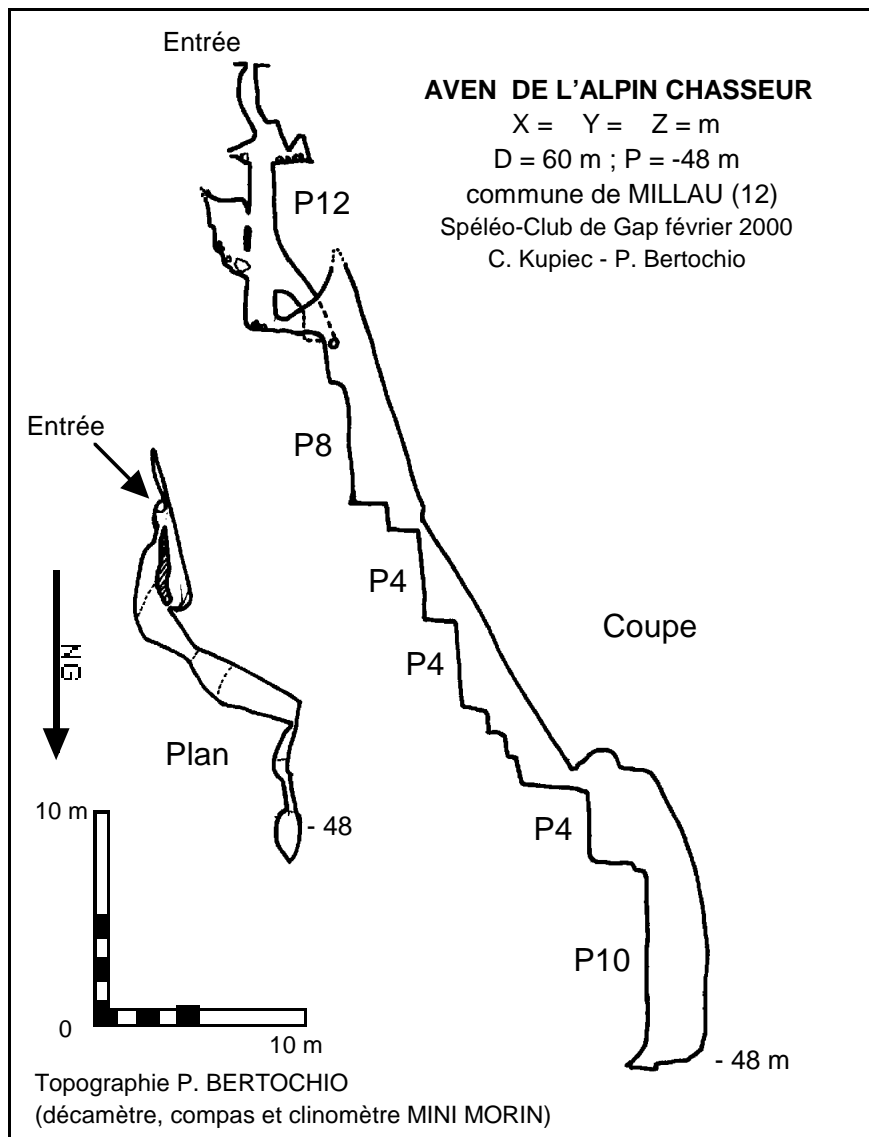 Entrée
AVEN DE L'ALPIN CHASSEUR
X = Y = Z = m
D = 60 m ; P = -48 m
commune de MILLAU (12)
Spéléo-Club de Gap février 2000
C. Kupiec - P. Bertochio
P12
P8
Entrée
P4
Coupe
P4
NG
Plan
10 m
- 48
P4
P10
0
10 m
- 48 m
Topographie P. BERTOCHIO
(décamètre, compas et clinomètre MINI MORIN)